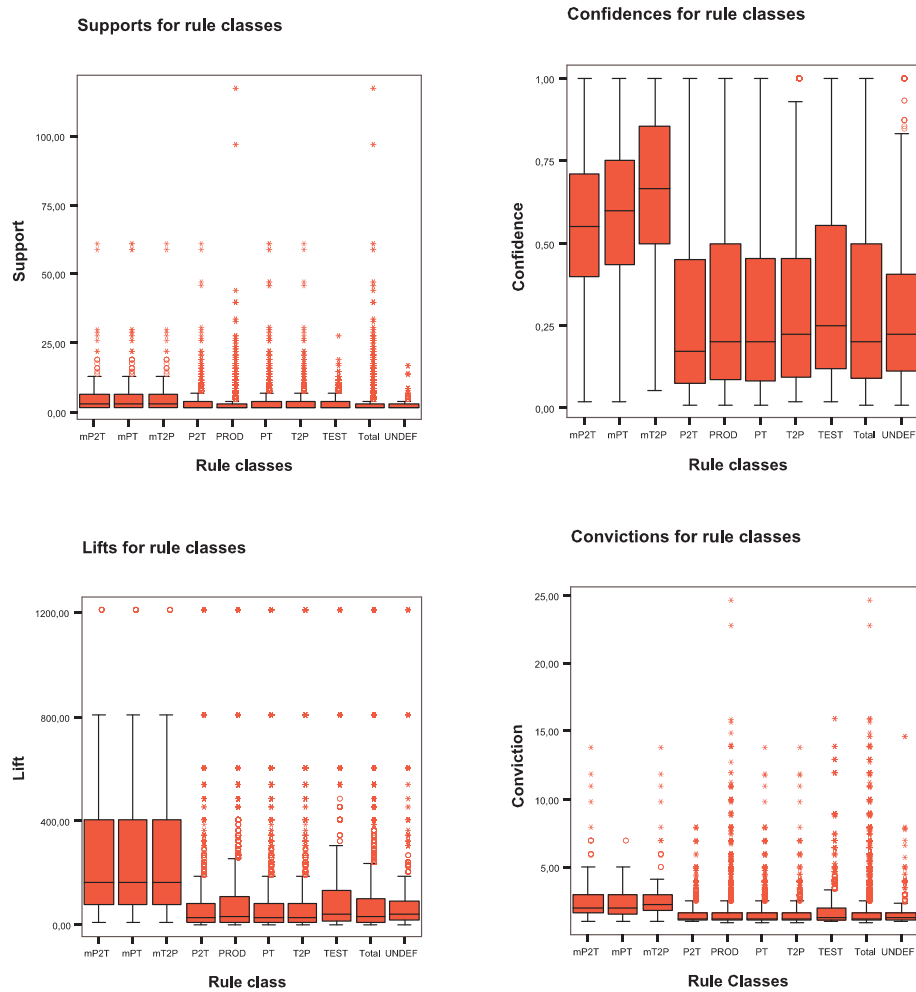 Supports for rule classes
100,00
75,00
50,00
25,00
0,00
Support
mP2T mPT mT2P P2T PROD PT T2P TEST Total UNDEF
Rule classes
Confidences for rule classes
1,00
0,75
0,50
0,25
0,00
Confidence
mP2T mPT mT2P P2T PROD PT T2P TEST Total UNDEF
Rule classes
Lifts for rule classes
1200,00
800,00
400,00
0,00
Lift
mP2T mPT mT2P P2T PROD PT T2P TEST Total UNDEF
Rule class
Convictions for rule classes
25,00
20,00
15,00
10,00
5,00
Conviction
mP2T mPT mT2P P2T PROD PT T2P TEST Total UNDEF
Rule Classes